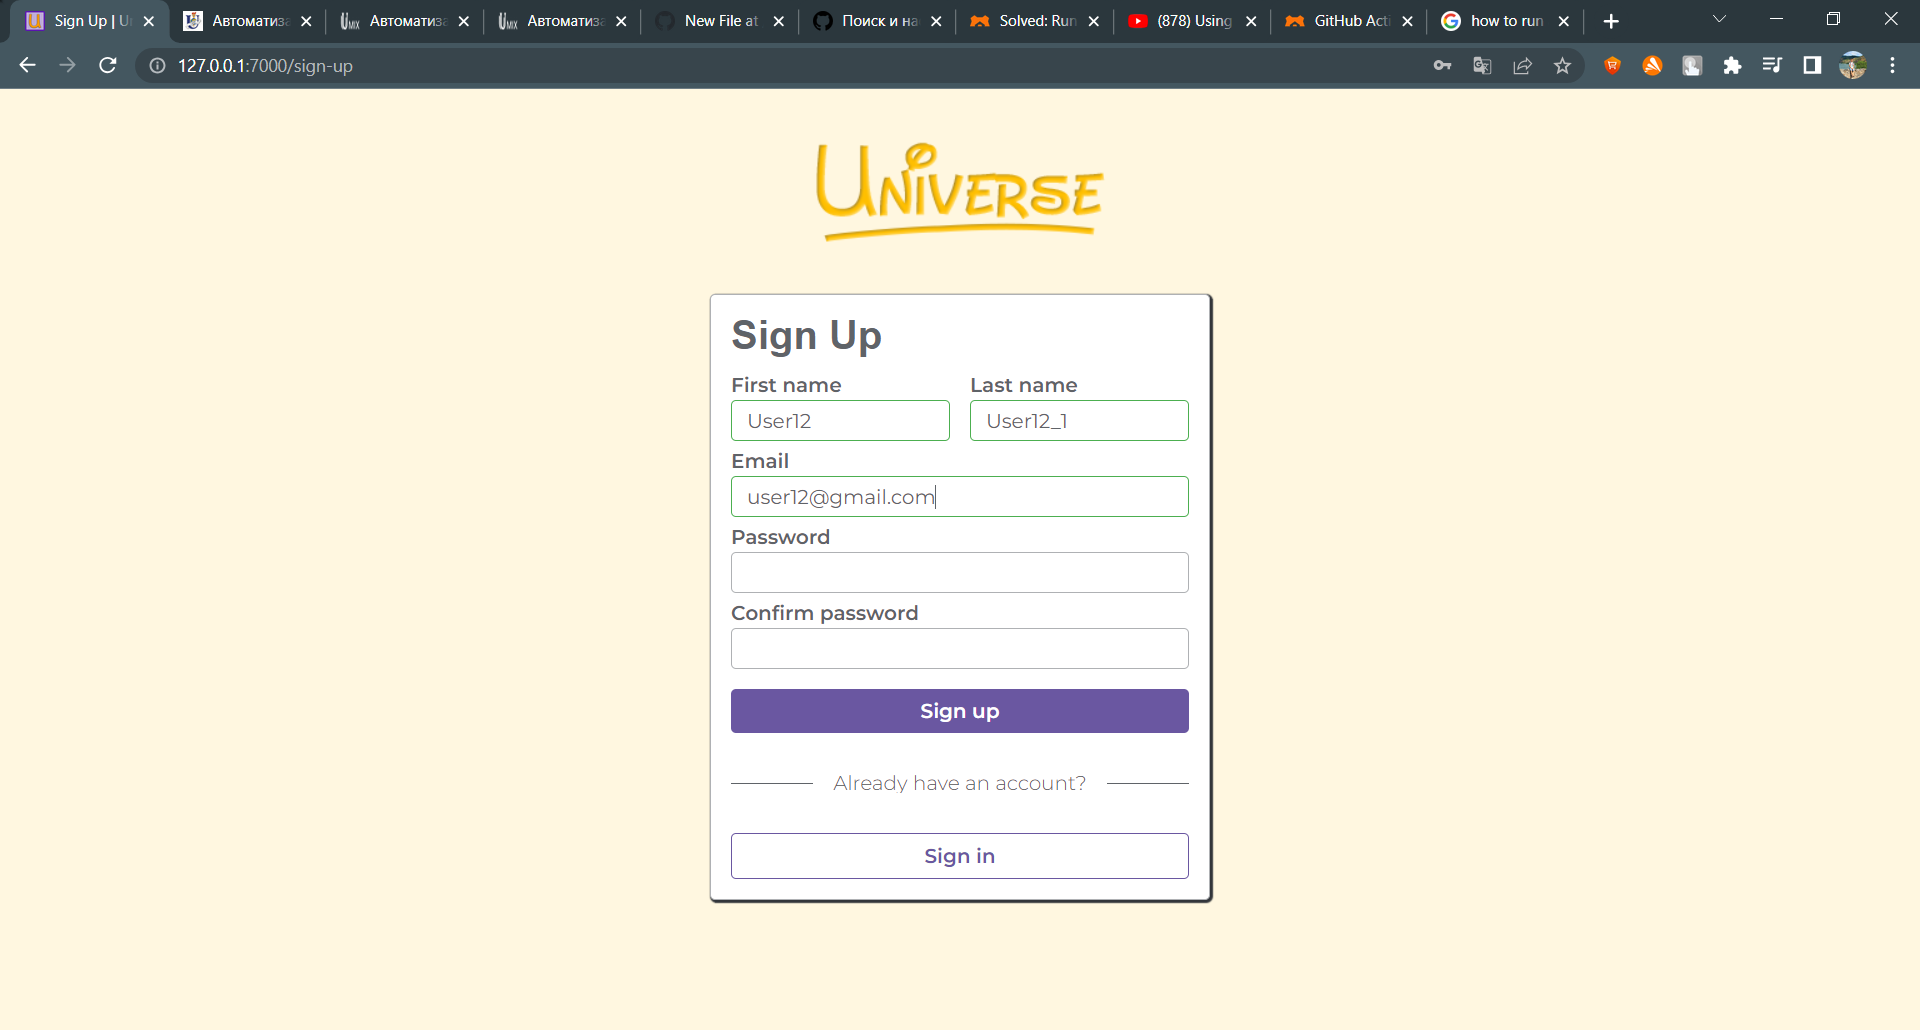 Sign Up | U
Автоматиза
Автоматиза
Автоматиза
New File at
Поиск и на
Solved: Run
(878) Using
GitHub Acti
how to run
127.0.0.1:7000/sign-up
UNIVERSE
Sign Up
First name Last name
User12 User12_1
Email
user12@gmail.com
Password
Confirm password
Sign up
Already have an account?
Sign in